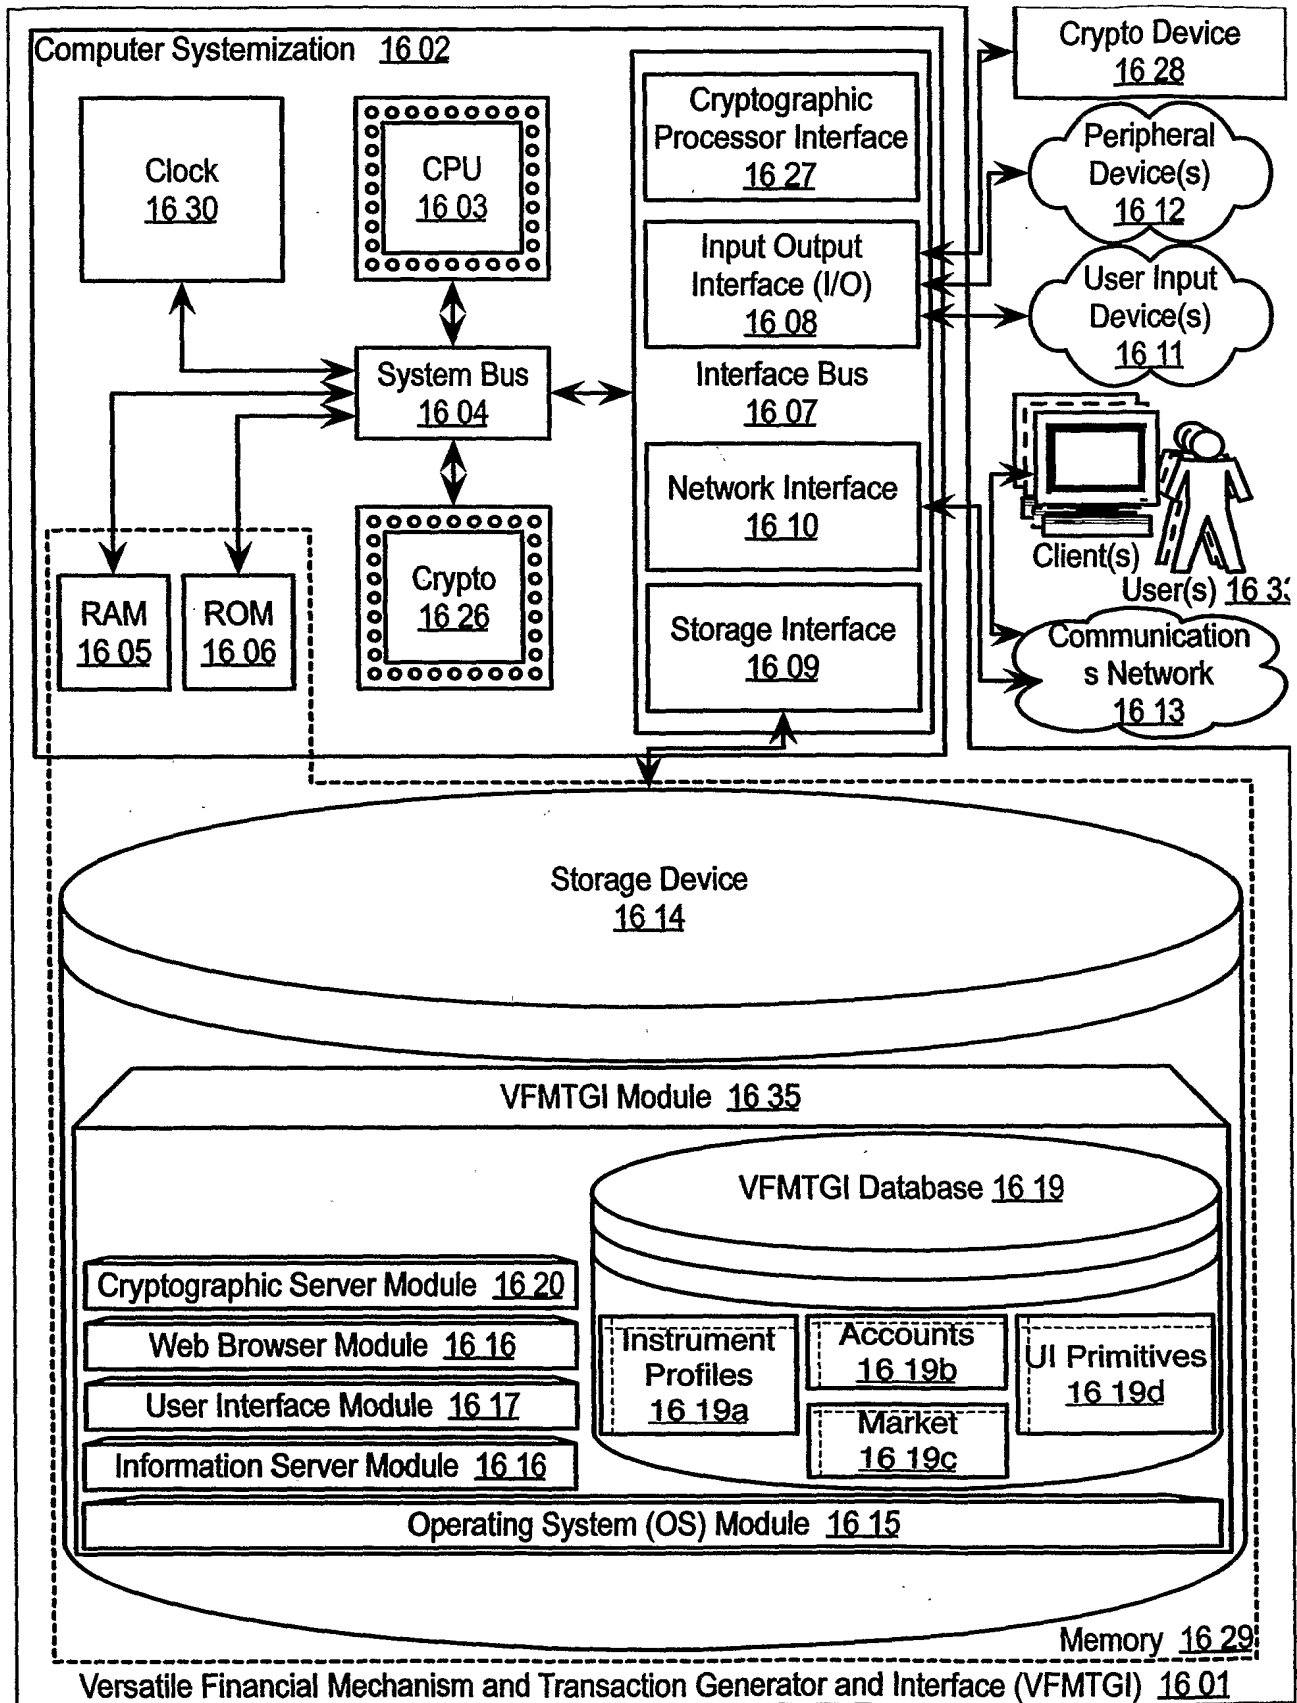 Computer Systemization 16 02
Clock
16 30
CPU
16 03
System Bus
16 04
Crypto
16 26
RAM
16 05
ROM
16 06
Cryptographic
Processor Interface
16 27
Input Output
Interface (I/O)
16 08
Interface Bus
16 07
Network Interface
16 10
Storage Interface
16 09
Crypto Device
16 28
Peripheral
Device(s)
16 12
User Input
Device(s)
16 11
Client(s)
User(s)
Communication
s Network
16 13
Storage Device
16 14
VFMTGI Module 16 35
VFMTGI Database 16 19
Cryptographic Server Module 16 20
Web Browser Module 16 16
User Interface Module 16 17
Information Server Module 16 16
Instrument
Profiles
16 19a
Accounts
16 19b
Market
16 19c
UI Primitives
16 19d
Operating System (OS) Module 16 15
Memory 16 29
Versatile Financial Mechanism and Transaction Generator and Interface (VFMTGI) 16 01